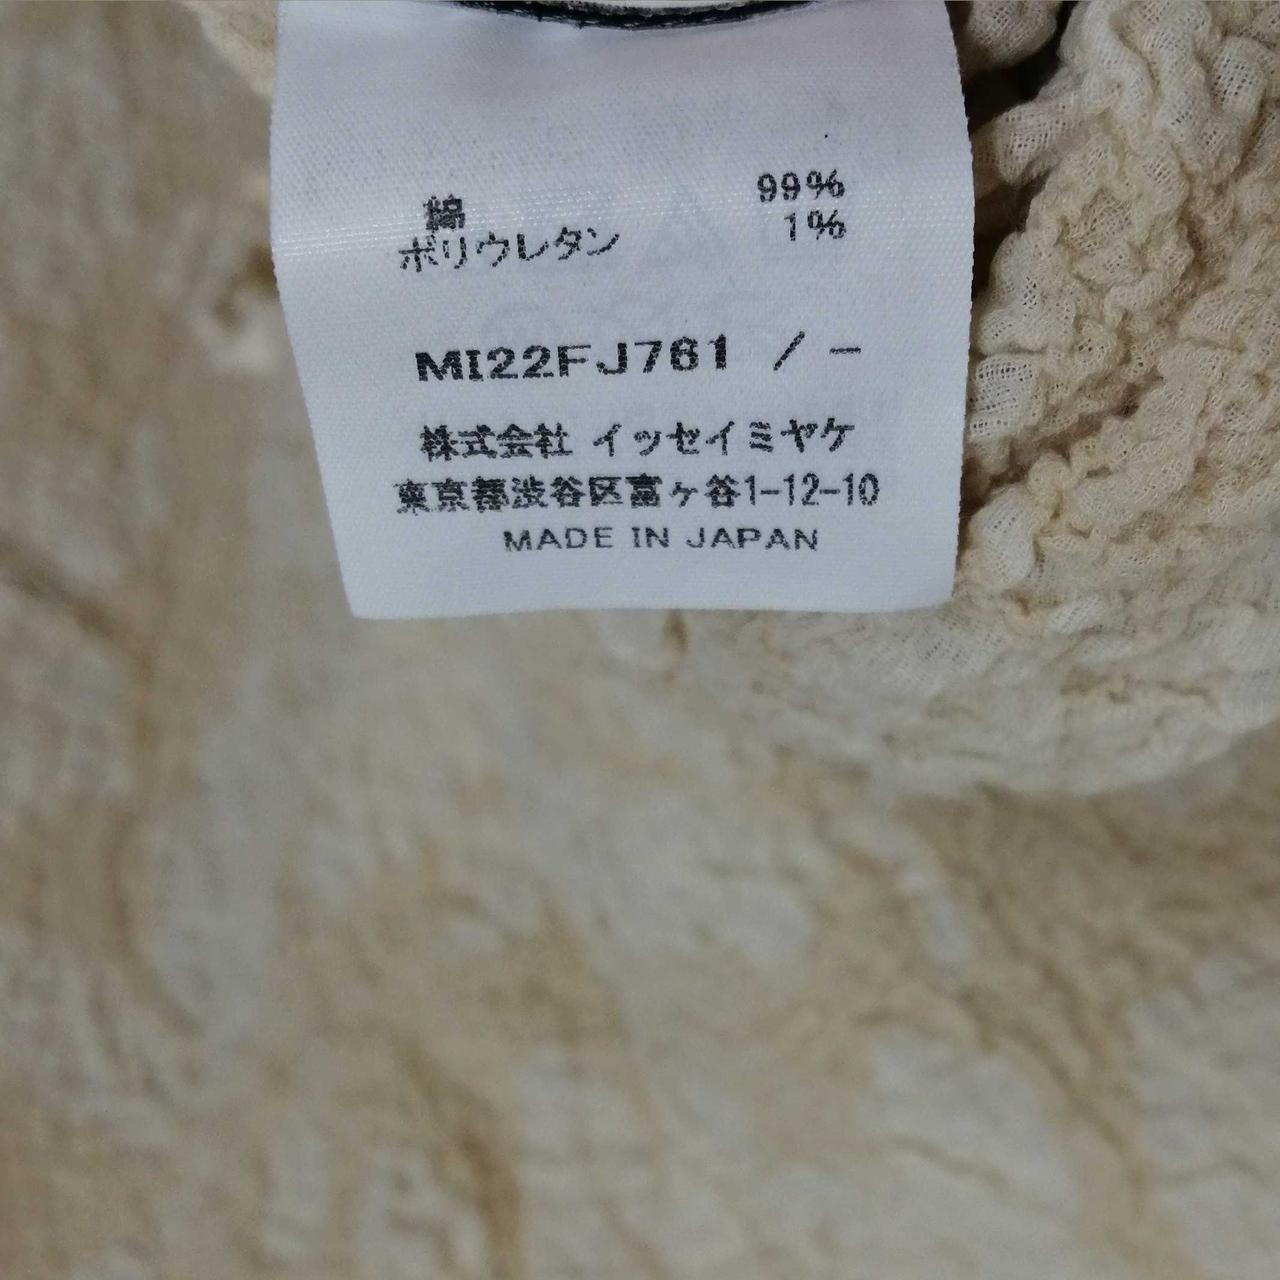 綿 99%
ポリウレタン 1%
MI22FJ761 / -
株式会社 イッセイミヤケ
東京都渋谷区富ヶ谷1-12-10
MADE IN JAPAN